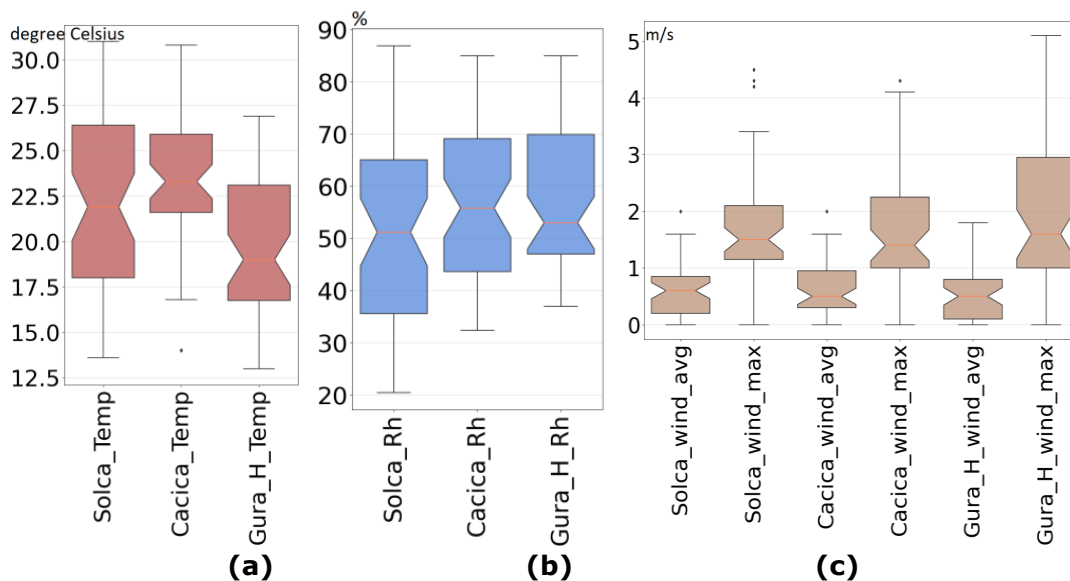 degree Celsius
30.0
27.5
25.0
22.5
20.0
17.5
15.0
12.5
Solca_Temp
Cacica_Temp
Gura_H_Temp
(a)
%
90
80
70
60
50
40
30
20
Solca_Rh
Cacica_Rh
Gura_H_Rh
(b)
m/s
5
4
3
2
1
0
Solca_wind_avg
Solca_wind_max
Cacica_wind_avg
Cacica_wind_max
Gura_H_wind_avg
Gura_H_wind_max
(c)